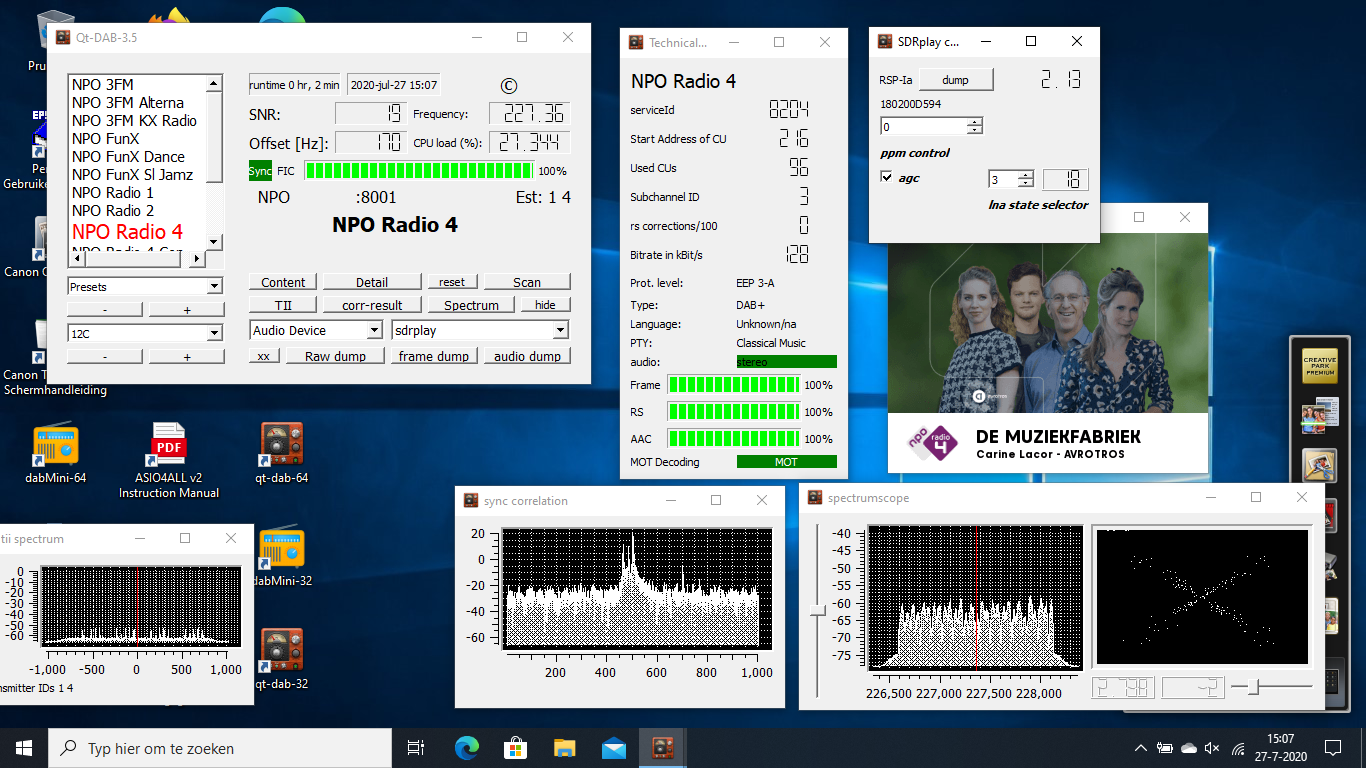 Qt-DAB-3.5
NPO 3FM
NPO 3FM Alterna
NPO 3FM KX Radio
NPO FunX
NPO FunX Dance
NPO FunX Sl Jamz
NPO Radio 1
NPO Radio 2
NPO Radio 4
Presets
- +
12C
- +
runtime 0 hr, 2 min 2020-jul-27 15:07 ©
SNR: 19 Frequency: 227.36
Offset [Hz]: 170 CPU load (%): 27.344
Sync FIC 100%
NPO :8001 Est: 1 4
NPO Radio 4
Content Detail reset Scan
TII corr-result Spectrum hide
Audio Device sdrplay
xx Raw dump frame dump audio dump
Technical...
NPO Radio 4
serviceId 0204
Start Address of CU 216
Used CUs 96
Subchannel ID 3
rs corrections/100 0
Bitrate in kBit/s 128
Prot. level: EEP 3-A
Type: DAB+
Language: Unknown/na
PTY: Classical Music
audio: stereo
Frame 100%
RS 100%
AAC 100%
MOT Decoding MOT
SDRplay c...
RSP-Ia dump 2.13
180200D594
0
ppm control
agc 3 18
lna state selector
avrotros
npo radio 4
DE MUZIEKFABRIEK
Carine Lacor - AVROTROS
CREATIVE
PARK
PREMIUM
Canon T
Schermhandleiding
dabMini-64
ASIO4ALL v2
Instruction Manual
qt-dab-64
dabMini-32
qt-dab-32
tii spectrum
0
-10
-20
-30
-40
-50
-60
-1,000 -500 0 500 1,000
nsmitter IDs 1 4
sync correlation
20
0
-20
-40
-60
200 400 600 800 1,000
spectrumscope
-40
-45
-50
-55
-60
-65
-70
-75
226,500 227,000 227,500 228,000
2.798 -2
Typ hier om te zoeken
15:07
27-7-2020